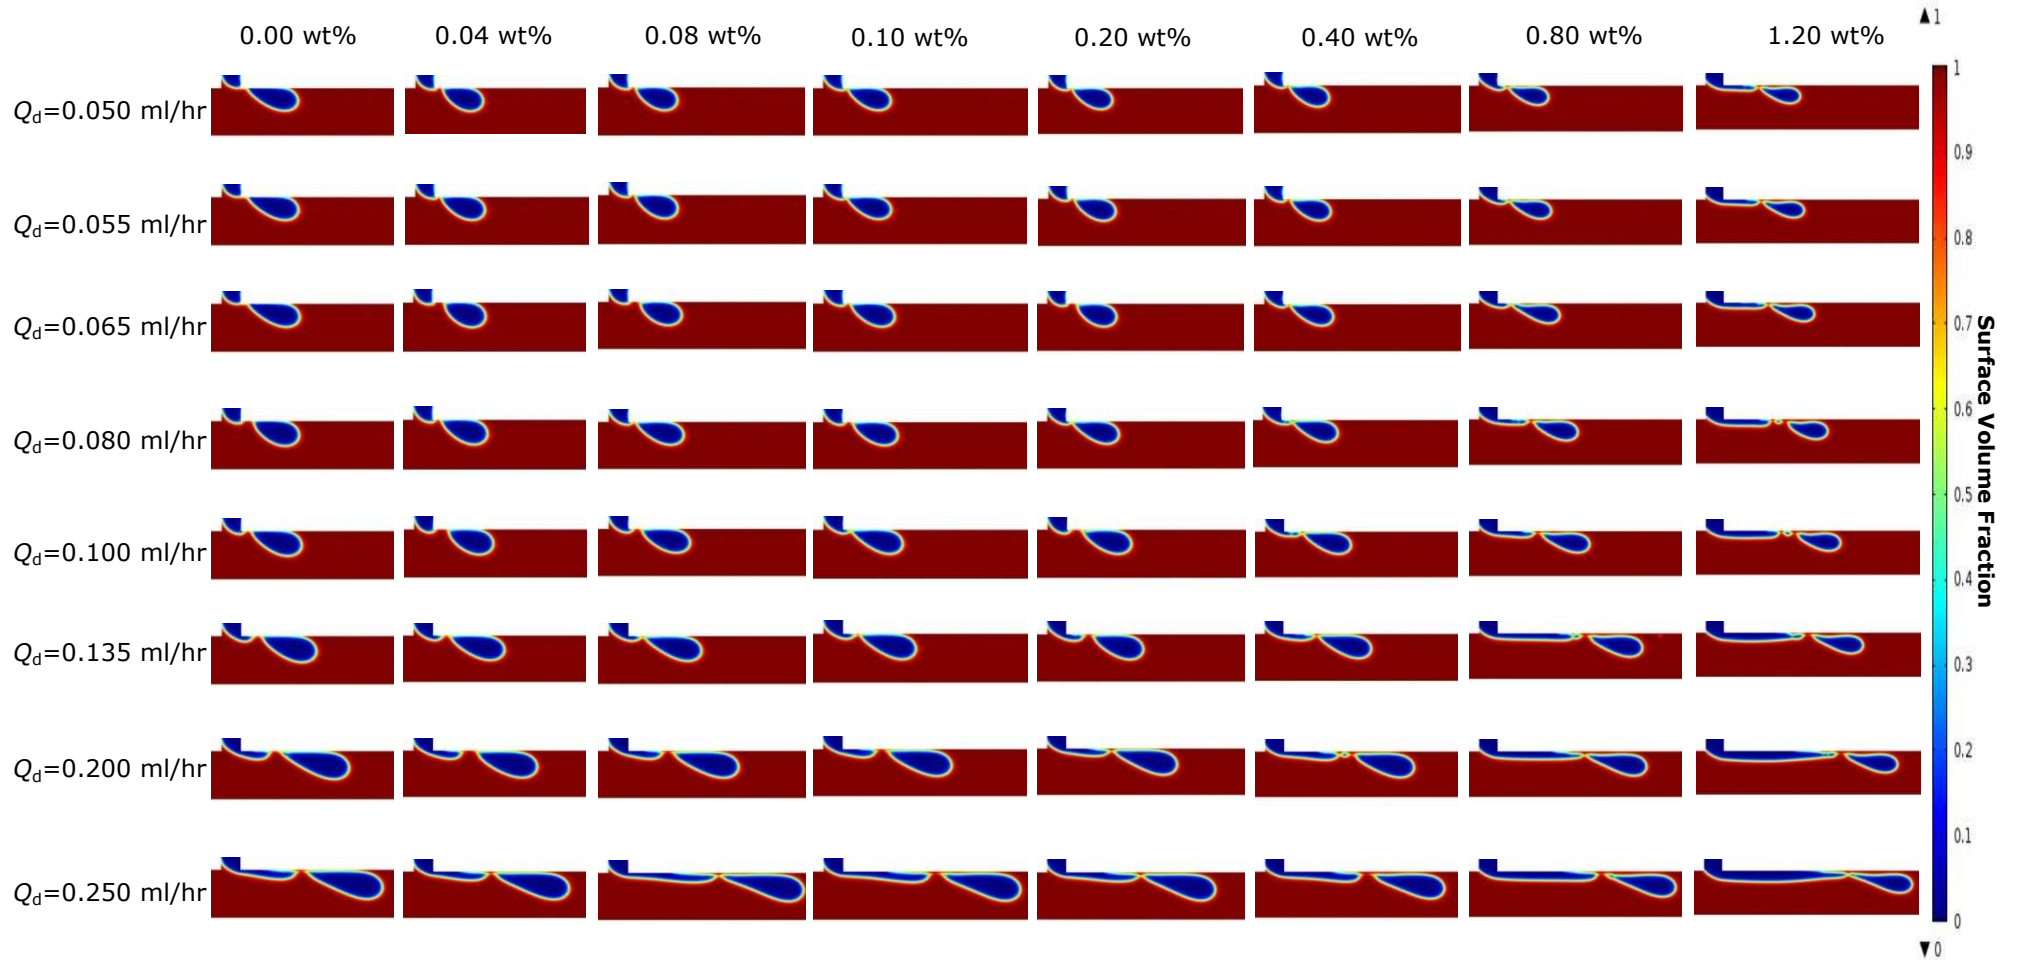 0.00 wt% 0.04 wt% 0.08 wt% 0.10 wt% 0.20 wt% 0.40 wt% 0.80 wt% 1.20 wt%
Qd=0.050 ml/hr
Qd=0.055 ml/hr
Qd=0.065 ml/hr
Qd=0.080 ml/hr
Qd=0.100 ml/hr
Qd=0.135 ml/hr
Qd=0.200 ml/hr
Qd=0.250 ml/hr
▲ 1
1
0.9
0.8
0.7
0.6
0.5
0.4
0.3
0.2
0.1
0
▼ 0
Surface Volume Fraction